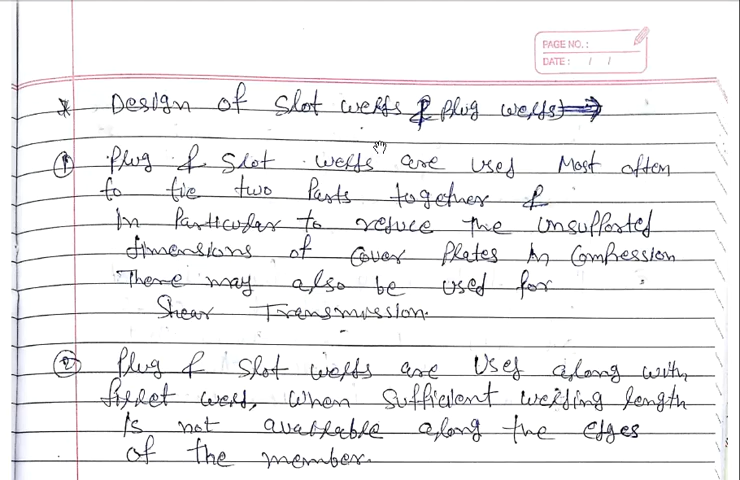 PAGE NO.:
DATE: / /
* Design of slot welds & plug welds ⇒
① Plug & slot welds are used most often
to tie two parts together &
In particular to reduce the unsupported
dimensions of cover plates in compression
There may also be used for
Shear Transmission.
② Plug & slot welds are used along with
fillet weld, when sufficient welding length
is not available along the edges
of the member.